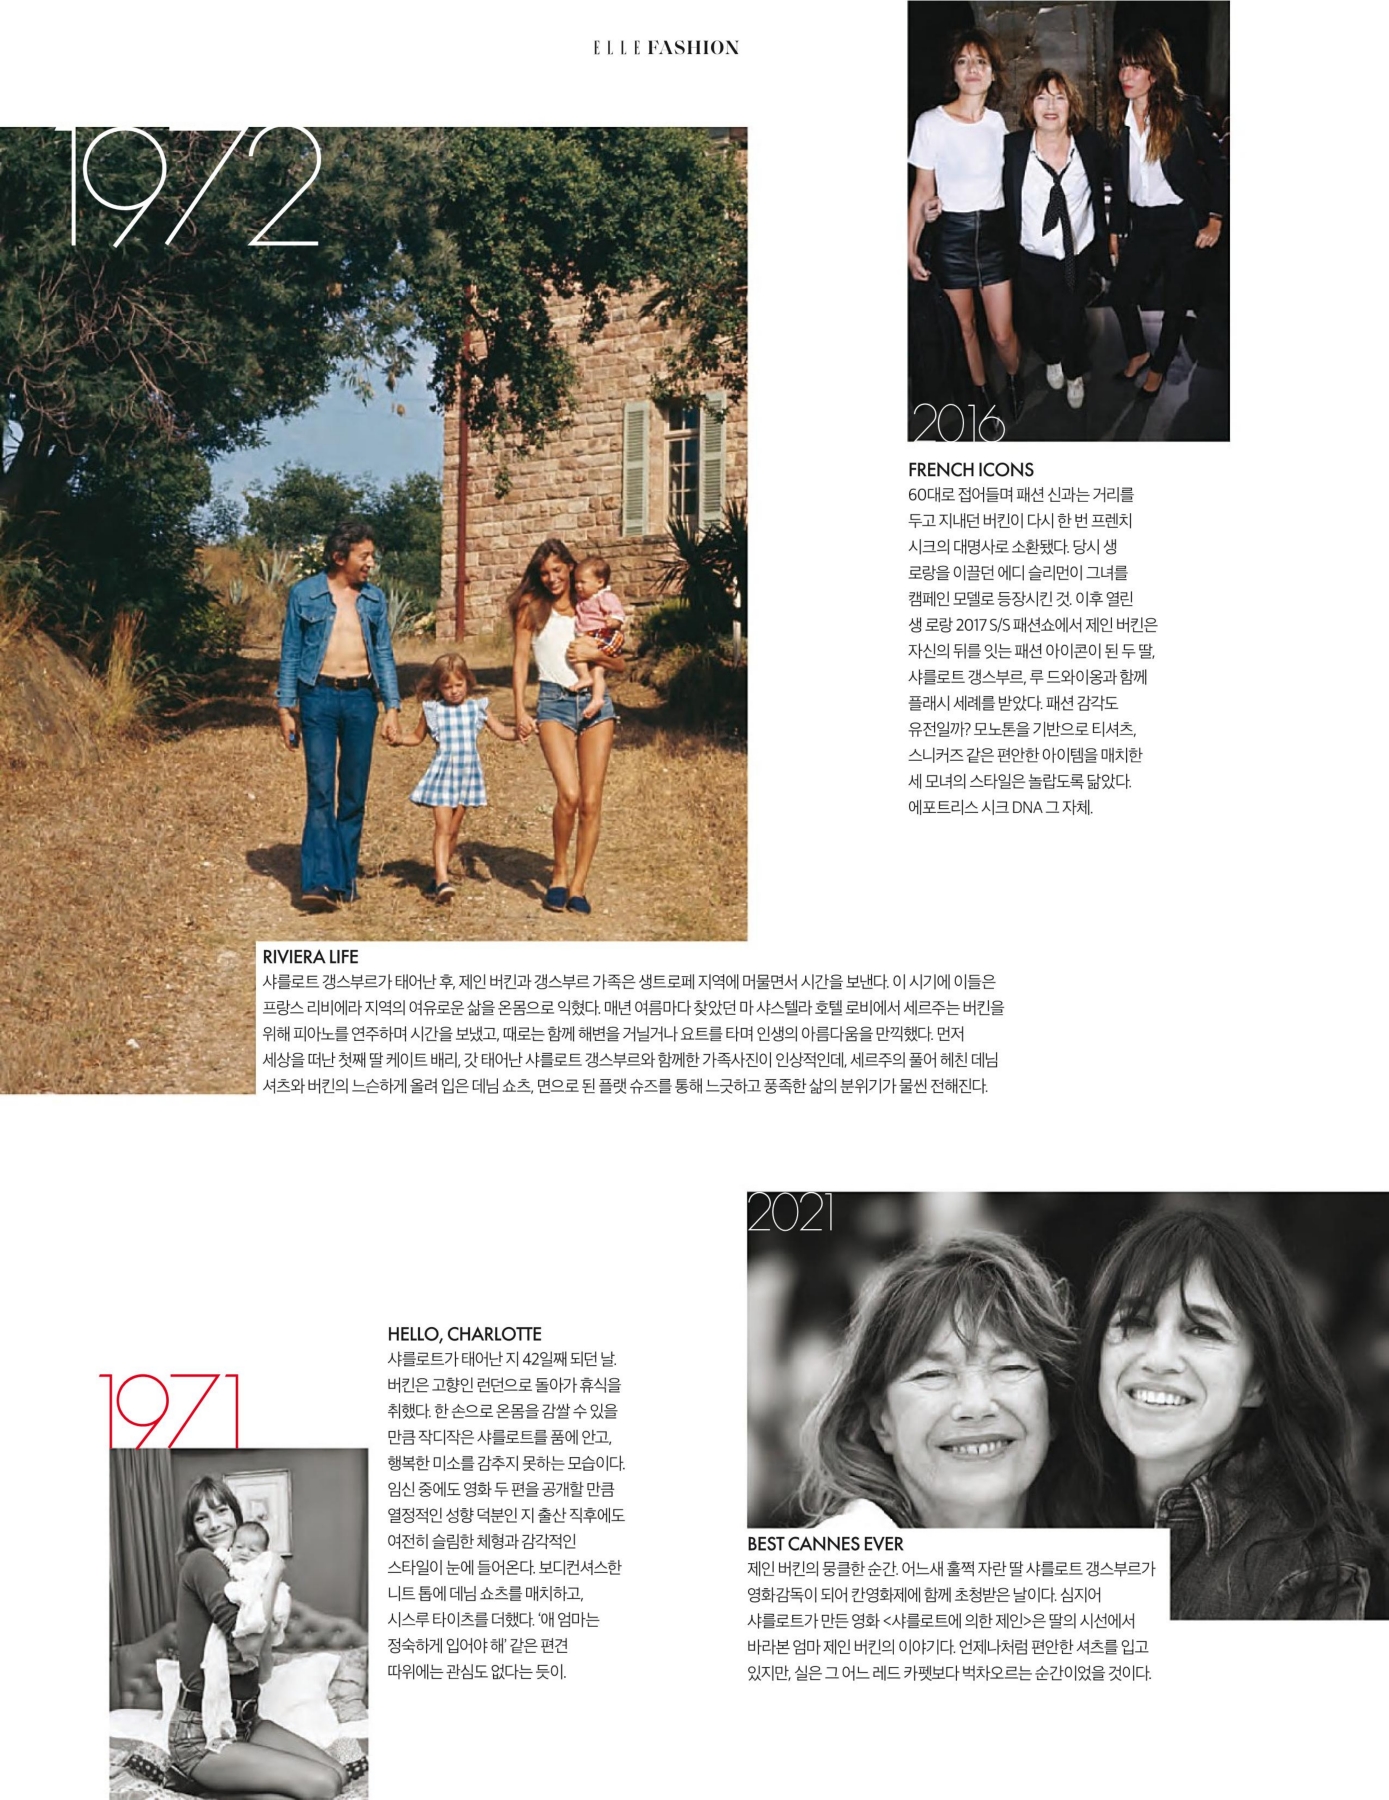 ELLE FASHION
1972
2016
FRENCH ICONS
60대로 접어들며 패션 신과는 거리를
두고 지내던 버킨이 다시 한 번 프렌치
시크의 대명사로 소환됐다. 당시 생
로랑을 이끌던 에디 슬리먼이 그녀를
캠페인 모델로 등장시킨 것. 이후 열린
생 로랑 2017 S/S 패션쇼에서 제인 버킨은
자신의 뒤를 잇는 패션 아이콘이 된 두 딸,
샤를로트 갱스부르, 루 드와이옹과 함께
플래시 세례를 받았다. 패션 감각도
유전일까? 모노톤을 기반으로 티셔츠,
스니커즈 같은 편안한 아이템을 매치한
세 모녀의 스타일은 놀랍도록 닮았다.
에포트리스 시크 DNA 그 자체.
RIVIERA LIFE
샤를로트 갱스부르가 태어난 후, 제인 버킨과 갱스부르 가족은 생트로페 지역에 머물면서 시간을 보낸다. 이 시기에 이들은
프랑스 리비에라 지역의 여유로운 삶을 온몸으로 익혔다. 매년 여름마다 찾았던 마 샤스텔라 호텔 로비에서 세르주는 버킨을
위해 피아노를 연주하며 시간을 보냈고, 때로는 함께 해변을 거닐거나 요트를 타며 인생의 아름다움을 만끽했다. 먼저
세상을 떠난 첫째 딸 케이트 배리, 갓 태어난 샤를로트 갱스부르와 함께한 가족사진이 인상적인데, 세르주의 풀어 헤친 데님
셔츠와 버킨의 느슨하게 올려 입은 데님 쇼츠, 면으로 된 플랫 슈즈를 통해 느긋하고 풍족한 삶의 분위기가 물씬 전해진다.
1971
HELLO, CHARLOTTE
샤를로트가 태어난 지 42일째 되던 날.
버킨은 고향인 런던으로 돌아가 휴식을
취했다. 한 손으로 온몸을 감쌀 수 있을
만큼 작디작은 샤를로트를 품에 안고,
행복한 미소를 감추지 못하는 모습이다.
임신 중에도 영화 두 편을 공개할 만큼
열정적인 성향 덕분인 지 출산 직후에도
여전히 슬림한 체형과 감각적인
스타일이 눈에 들어온다. 보디컨셔스한
니트 톱에 데님 쇼츠를 매치하고,
시스루 타이츠를 더했다. ‘애 엄마는
정숙하게 입어야 해’ 같은 편견
따위에는 관심도 없다는 듯이.
2021
BEST CANNES EVER
제인 버킨의 뭉클한 순간. 어느새 훌쩍 자란 딸 샤를로트 갱스부르가
영화감독이 되어 칸영화제에 함께 초청받은 날이다. 심지어
샤를로트가 만든 영화 <샤를로트에 의한 제인>은 딸의 시선에서
바라본 엄마 제인 버킨의 이야기다. 언제나처럼 편안한 셔츠를 입고
있지만, 실은 그 어느 레드 카펫보다 벅차오르는 순간이었을 것이다.